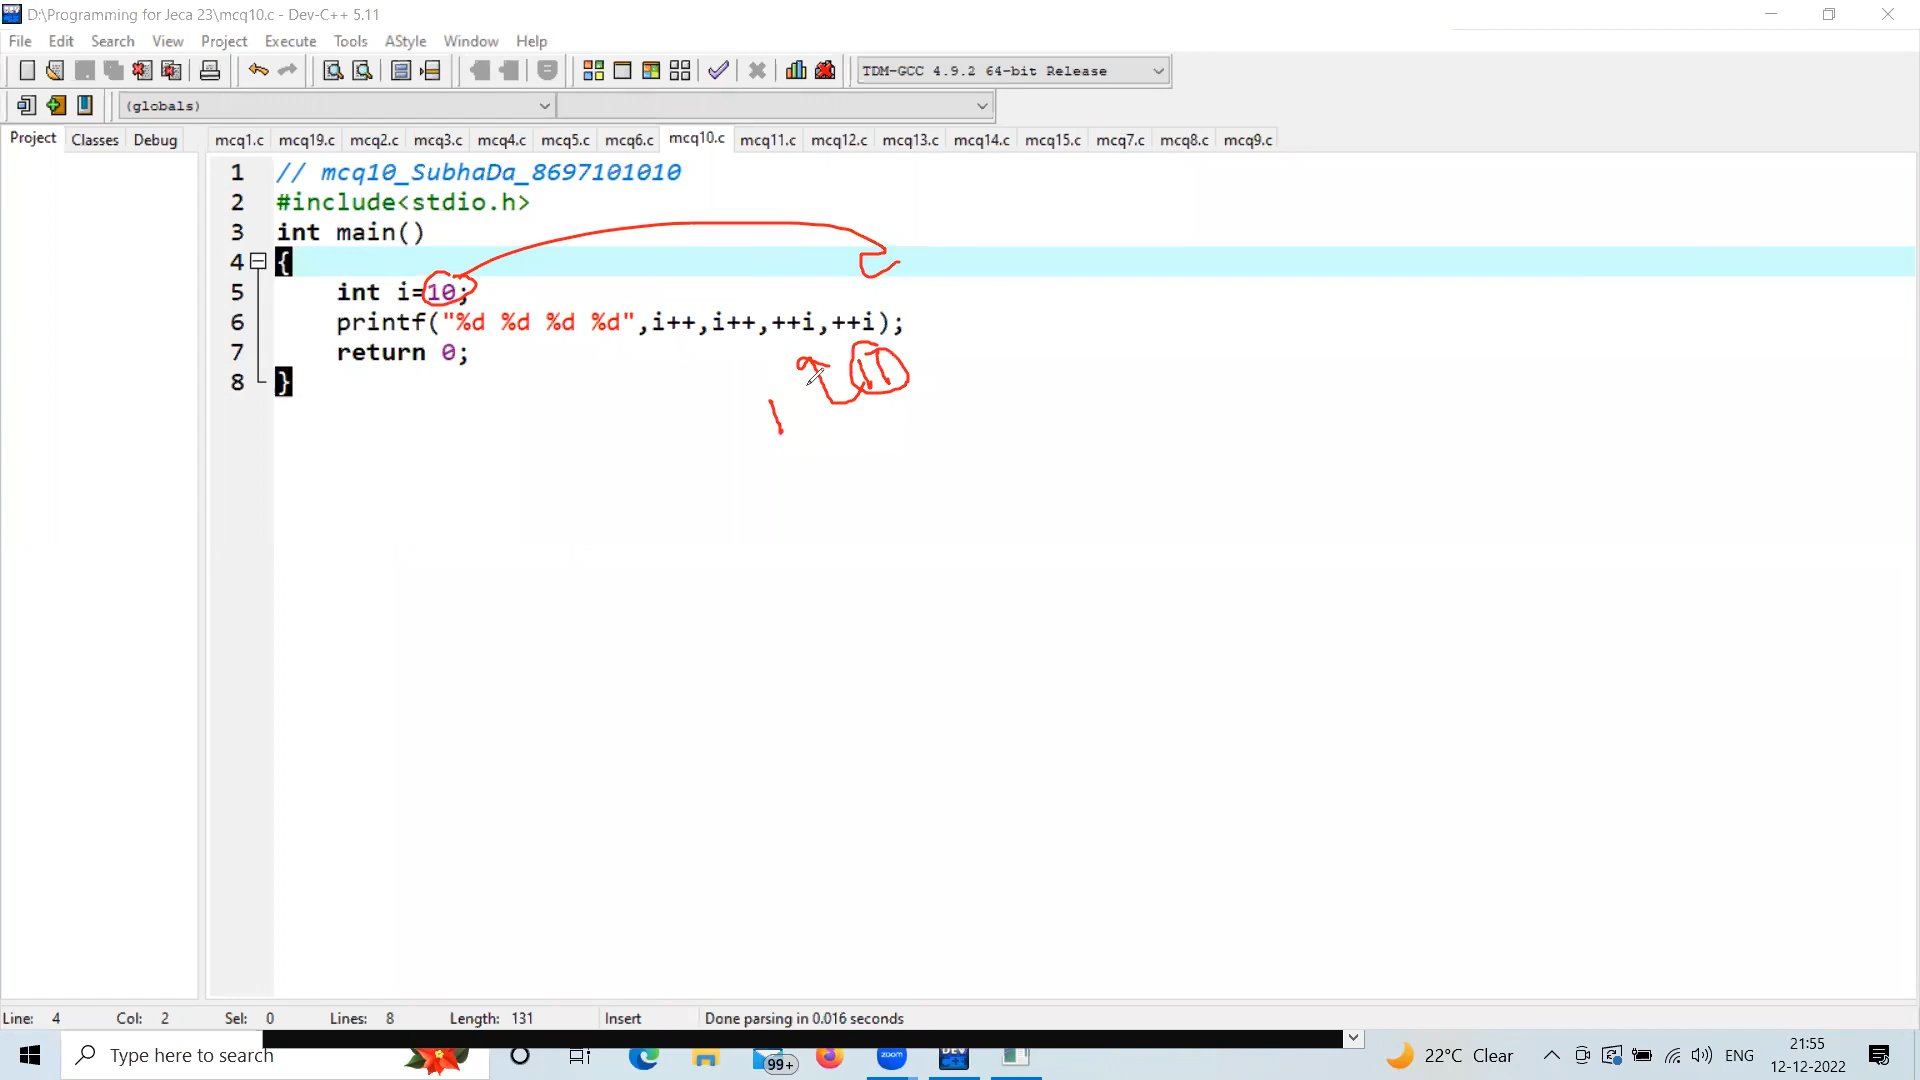 D:\Programming for Jeca 23\mcq10.c - Dev-C++ 5.11
File Edit Search View Project Execute Tools AStyle Window Help
TDM-GCC 4.9.2 64-bit Release
(globals)
Project Classes Debug mcq1.c mcq19.c mcq2.c mcq3.c mcq4.c mcq5.c mcq6.c mcq10.c mcq11.c mcq12.c mcq13.c mcq14.c mcq15.c mcq7.c mcq8.c mcq9.c
1 // mcq10_SubhaDa_8697101010
2 #include<stdio.h>
3 int main()
4 {
5 int i=10;
6 printf("%d %d %d %d",i++,i++,++i,++i);
7 return 0;
8 }
11
Line: 4 Col: 2 Sel: 0 Lines: 8 Length: 131 Insert Done parsing in 0.016 seconds
Type here to search 99+ zoom DEV 22°C Clear ENG 21:55
12-12-2022